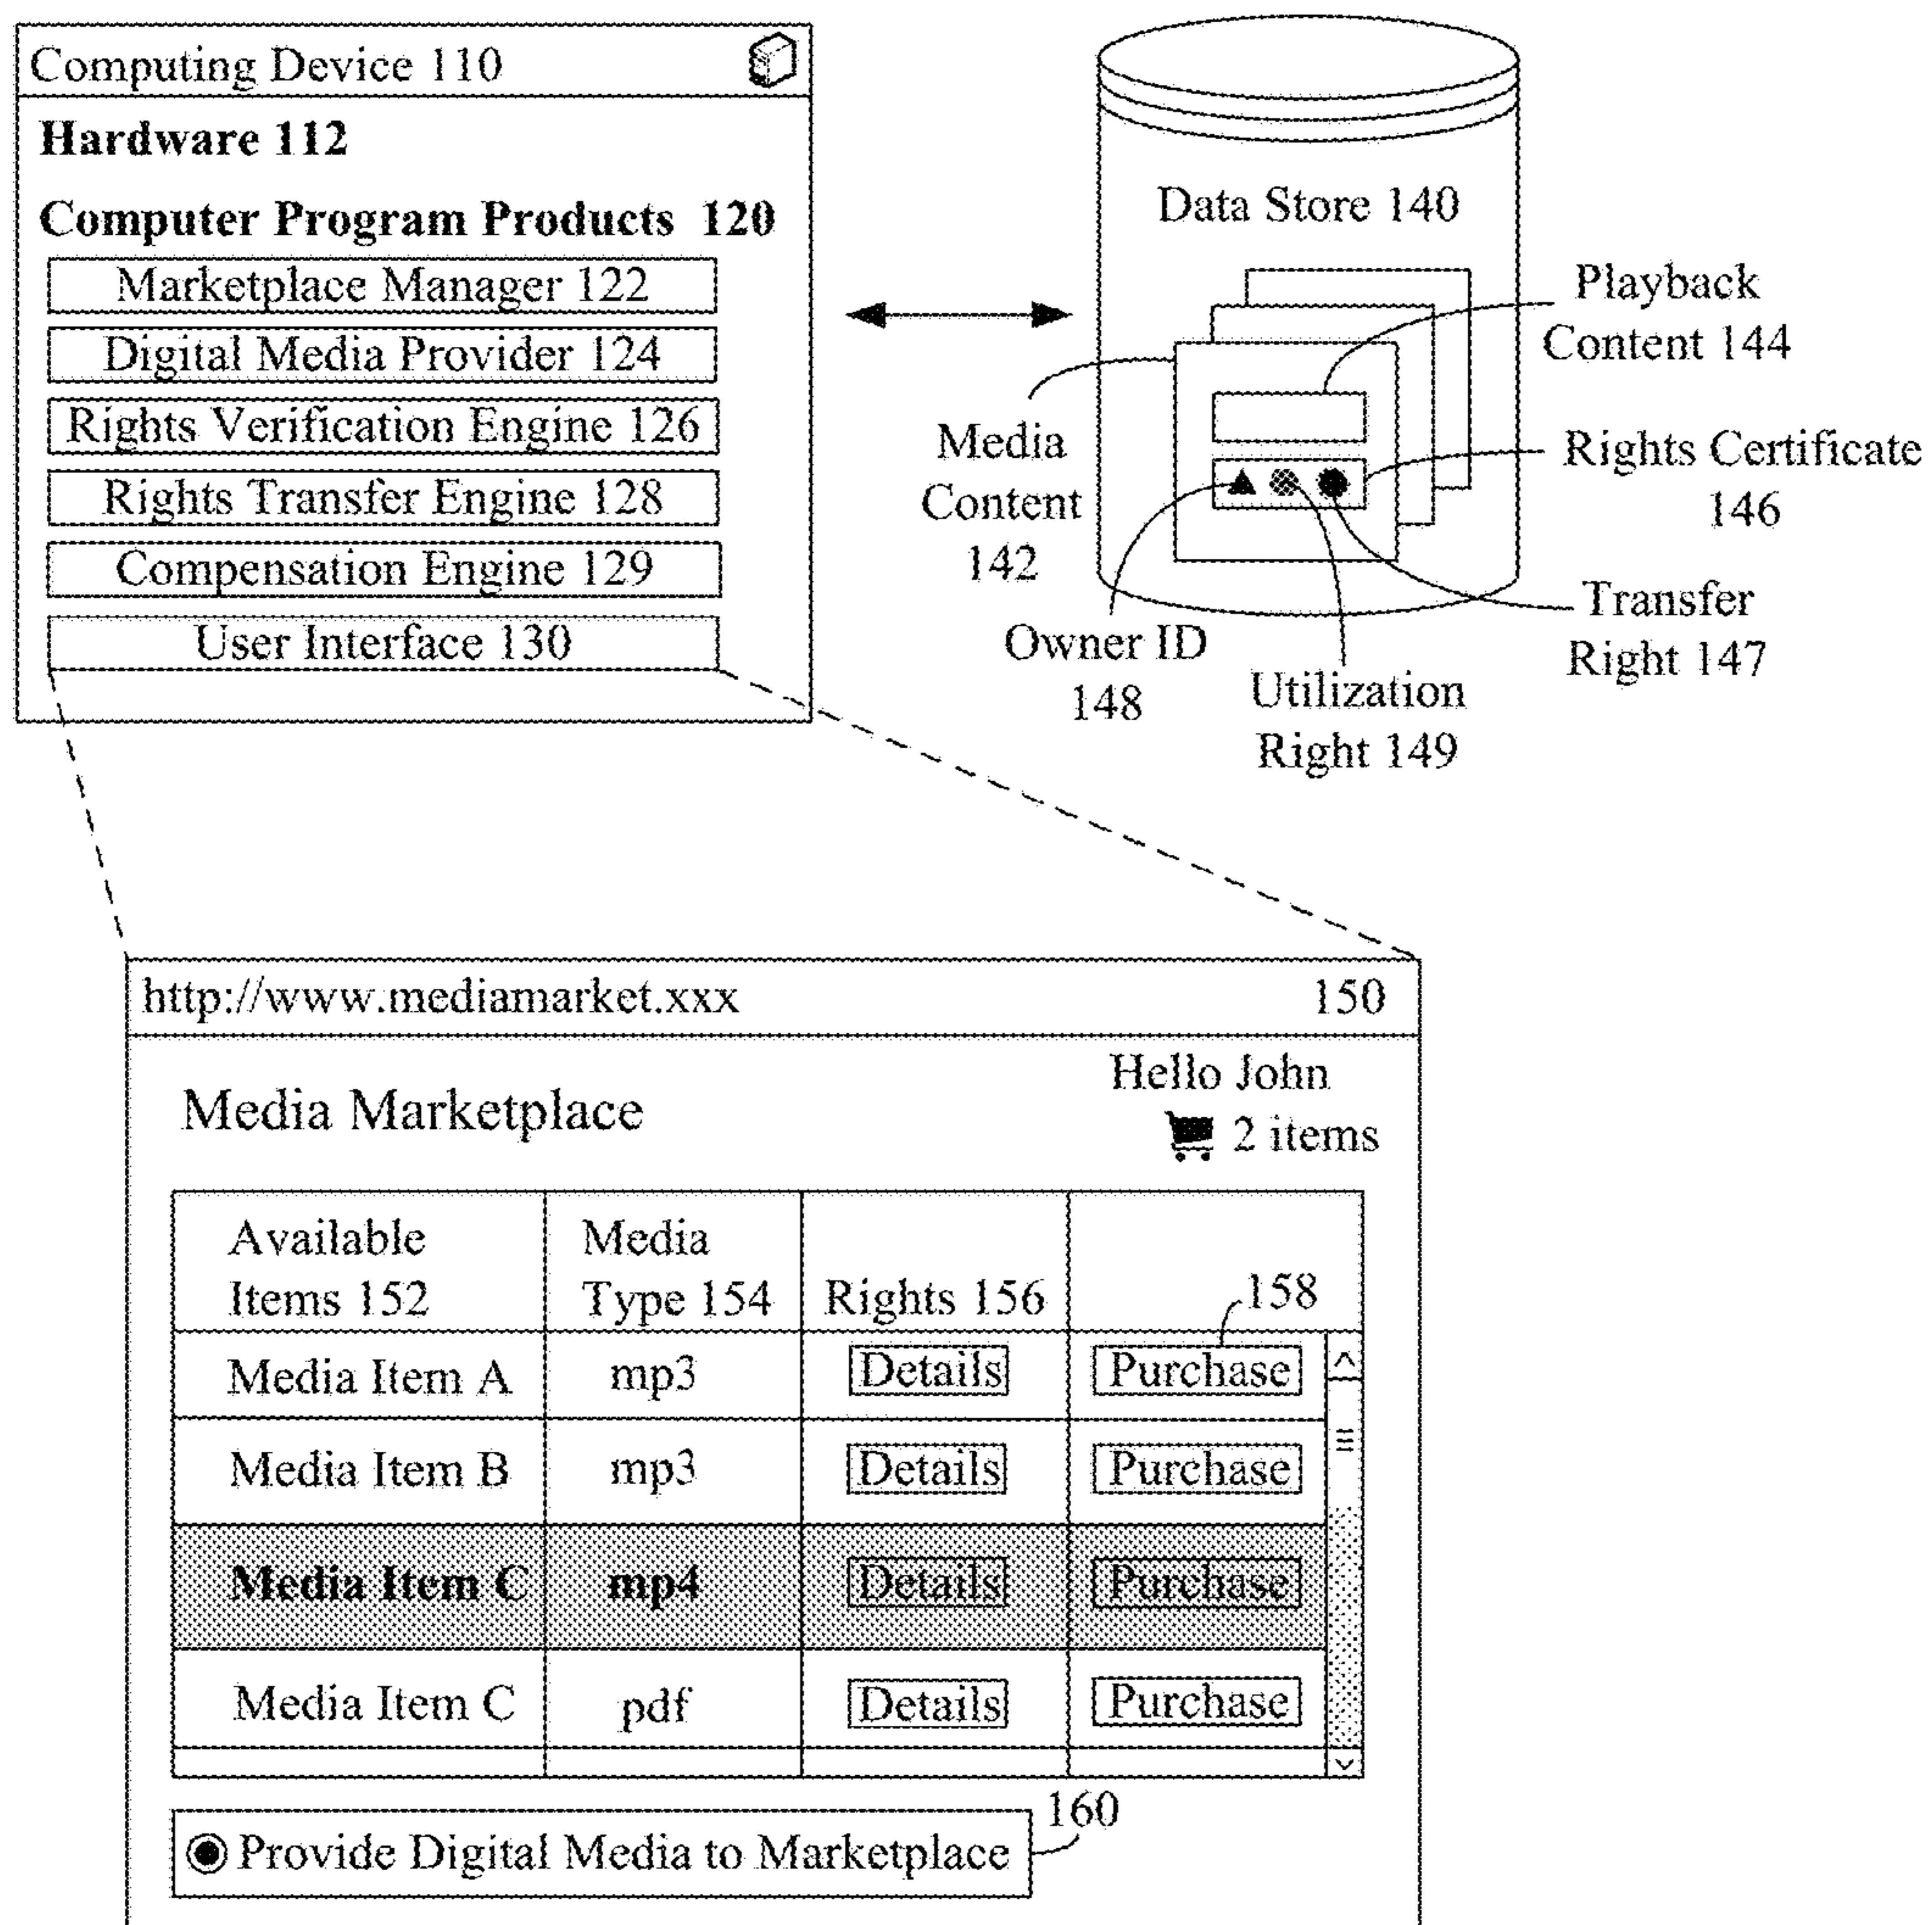 Computing Device 110
Hardware 112
Computer Program Products 120
Marketplace Manager 122
Digital Media Provider 124
Rights Verification Engine 126
Rights Transfer Engine 128
Compensation Engine 129
User Interface 130
Data Store 140
Playback
Content 144
Media
Content
142
Rights Certificate
146
Transfer
Right 147
Owner ID
148
Utilization
Right 149
http://www.mediamarket.xxx 150
Media Marketplace
Hello John
2 items
Available
Items 152
Media
Type 154
Rights 156
158
Media Item A mp3 Details Purchase
Media Item B mp3 Details Purchase
Media Item C mp4 Details Purchase
Media Item C pdf Details Purchase
160
Provide Digital Media to Marketplace